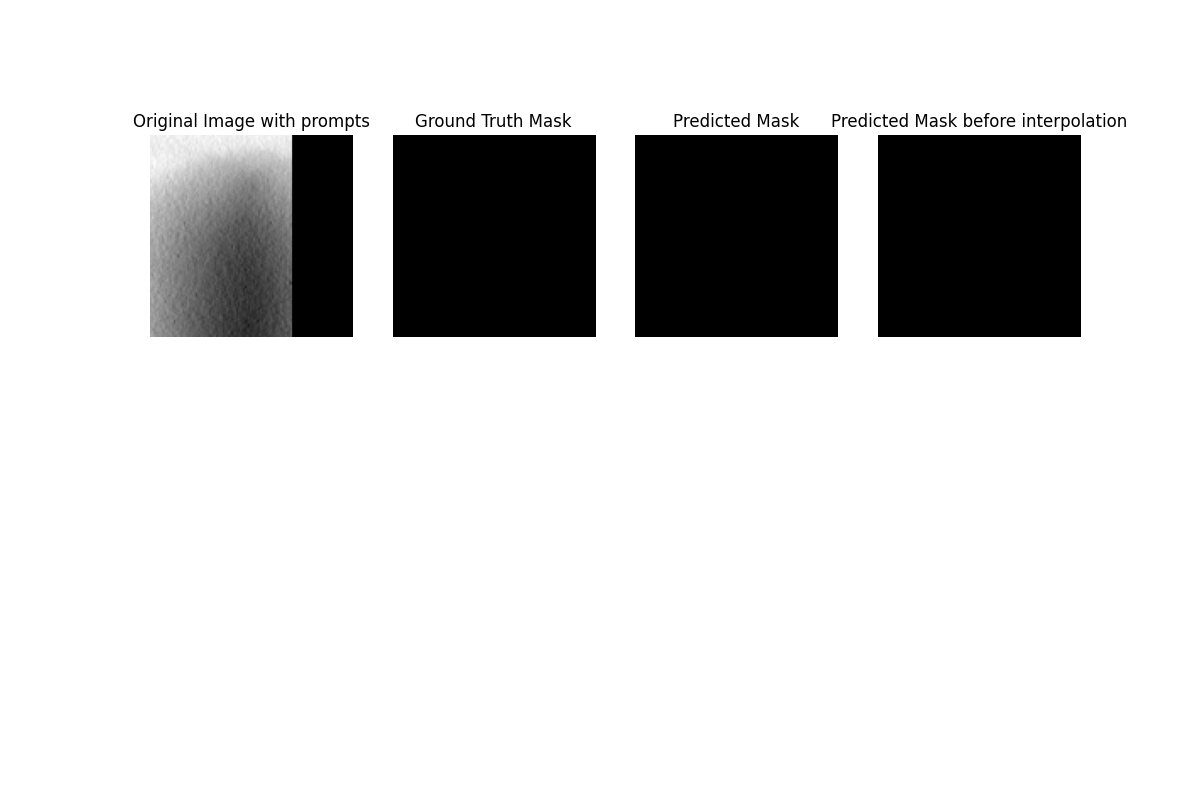 Original Image with prompts
Ground Truth Mask
Predicted Mask
Predicted Mask before interpolation